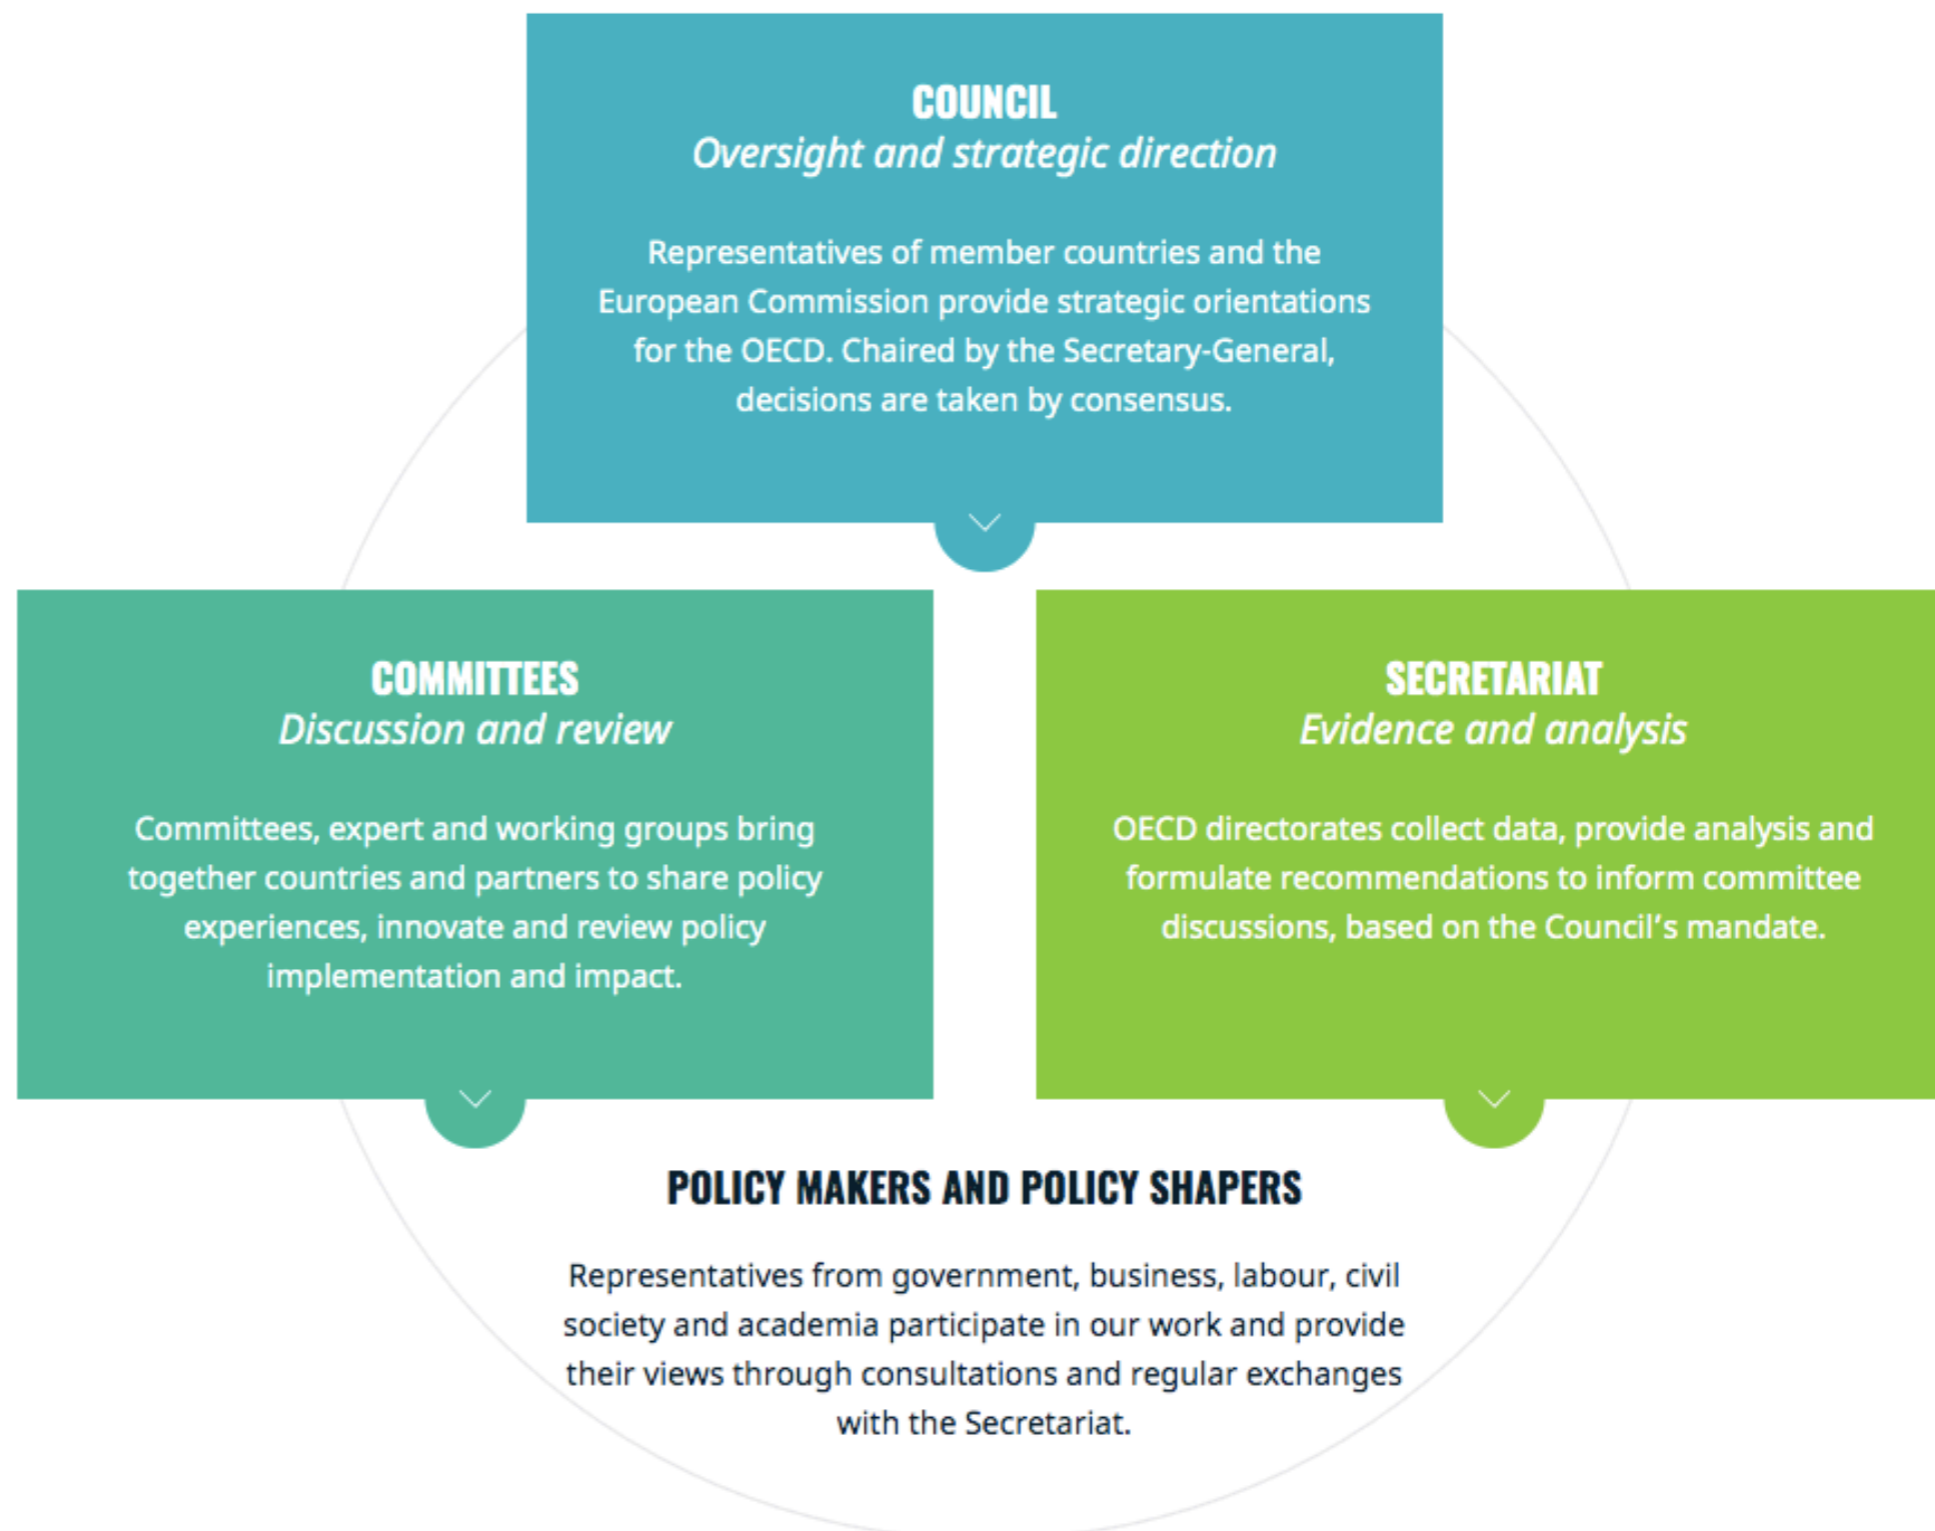 COUNCIL
Oversight and strategic direction
Representatives of member countries and the
European Commission provide strategic orientations
for the OECD. Chaired by the Secretary-General,
decisions are taken by consensus.
COMMITTEES
Discussion and review
Committees, expert and working groups bring
together countries and partners to share policy
experiences, innovate and review policy
implementation and impact.
SECRETARIAT
Evidence and analysis
OECD directorates collect data, provide analysis and
formulate recommendations to inform committee
discussions, based on the Council’s mandate.
POLICY MAKERS AND POLICY SHAPERS
Representatives from government, business, labour, civil
society and academia participate in our work and provide
their views through consultations and regular exchanges
with the Secretariat.